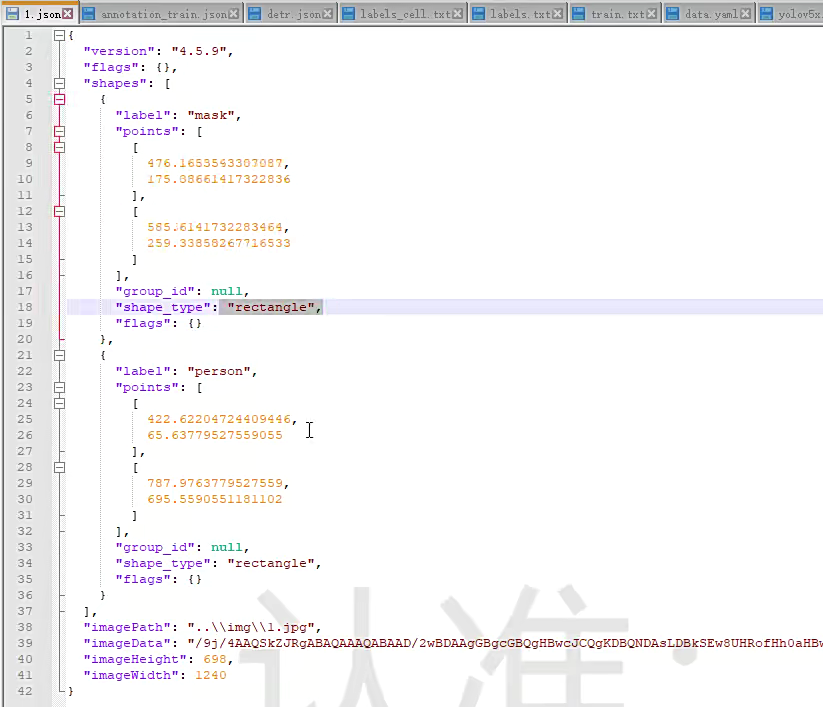 1.json annotation_train.json detr.json labels_cell.txt labels.txt train.txt data.yaml yolov5x
1 {
2 "version": "4.5.9",
3 "flags": {},
4 "shapes": [
5 {
6 "label": "mask",
7 "points": [
8 [
9 476.1653543307087,
10 175.88661417322836
11 ],
12 [
13 585.6141732283464,
14 259.33858267716533
15 ]
16 ],
17 "group_id": null,
18 "shape_type": "rectangle",
19 "flags": {}
20 },
21 {
22 "label": "person",
23 "points": [
24 [
25 422.62204724409446,
26 65.63779527559055
27 ],
28 [
29 787.9763779527559,
30 695.5590551181102
31 ]
32 ],
33 "group_id": null,
34 "shape_type": "rectangle",
35 "flags": {}
36 }
37 ],
38 "imagePath": "..\\img\\1.jpg",
39 "imageData": "/9j/4AAQSkZJRgABAQAAAQABAAD/2wBDAAgGBgcGBQgHBwcJCQgKDBQNDAsLDBkSEw8UHRofHh0aHBw
40 "imageHeight": 698,
41 "imageWidth": 1240
42 }
认准